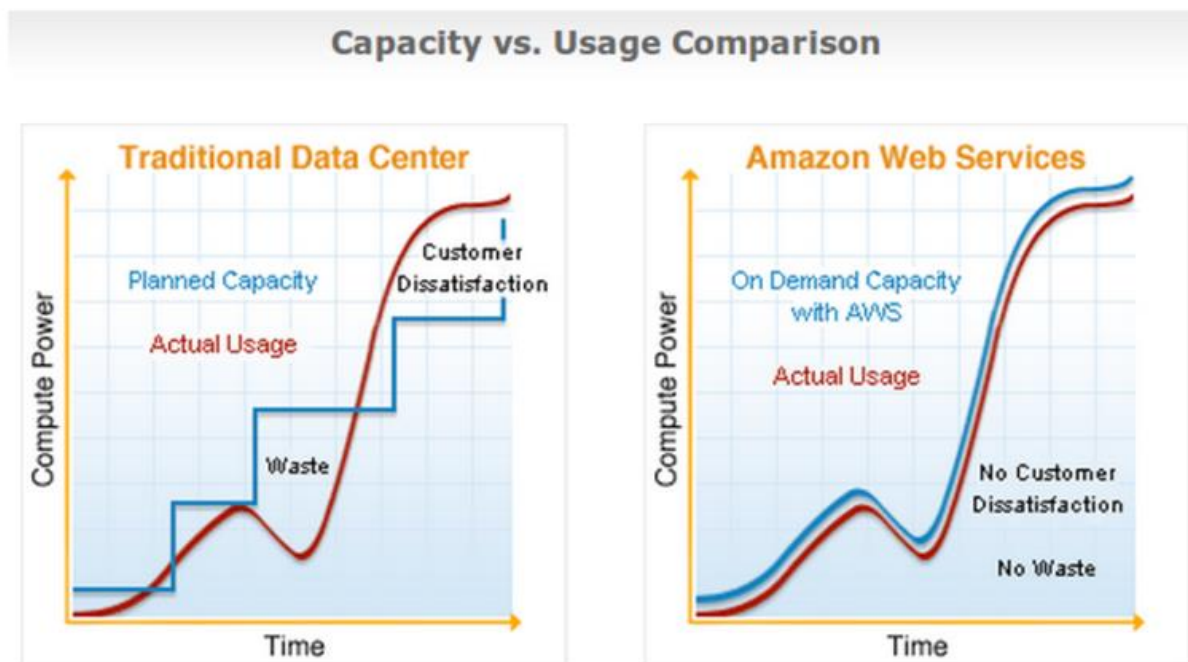 Capacity vs. Usage Comparison
Traditional Data Center
Compute Power
Planned Capacity
Actual Usage
Customer
Dissatisfaction
Waste
Time
Amazon Web Services
Compute Power
On Demand Capacity
with AWS
Actual Usage
No Customer
Dissatisfaction
No Waste
Time